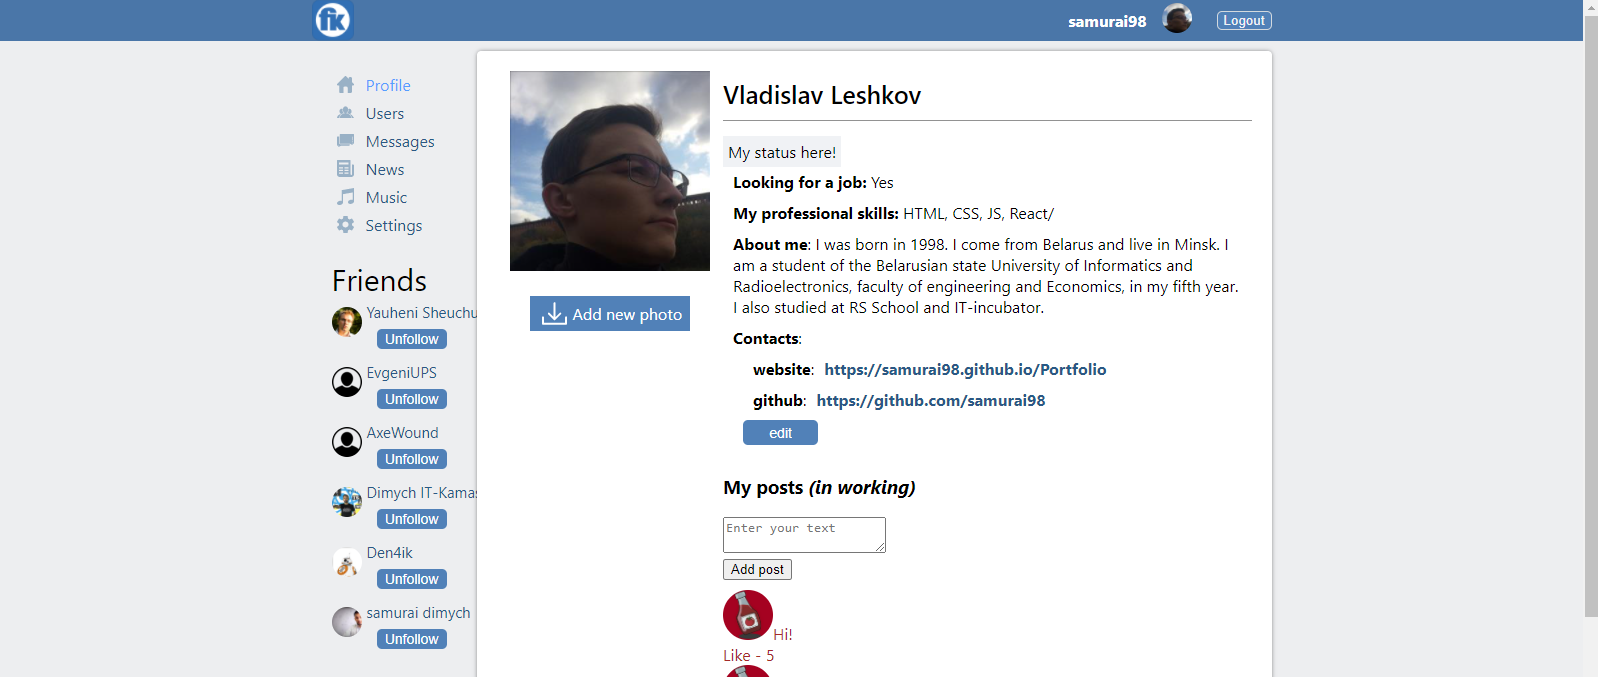 fk
samurai98
Logout
Profile
Users
Messages
News
Music
Settings
Friends
Yauheni Sheuchu
Unfollow
EvgeniUPS
Unfollow
AxeWound
Unfollow
Dimych IT-Kamas
Unfollow
Den4ik
Unfollow
samurai dimych
Unfollow
Add new photo
Vladislav Leshkov
My status here!
Looking for a job: Yes
My professional skills: HTML, CSS, JS, React/
About me: I was born in 1998. I come from Belarus and live in Minsk. I
am a student of the Belarusian state University of Informatics and
Radioelectronics, faculty of engineering and Economics, in my fifth year.
I also studied at RS School and IT-incubator.
Contacts:
website: https://samurai98.github.io/Portfolio
github: https://github.com/samurai98
edit
My posts (in working)
Enter your text
Add post
Hi!
Like - 5